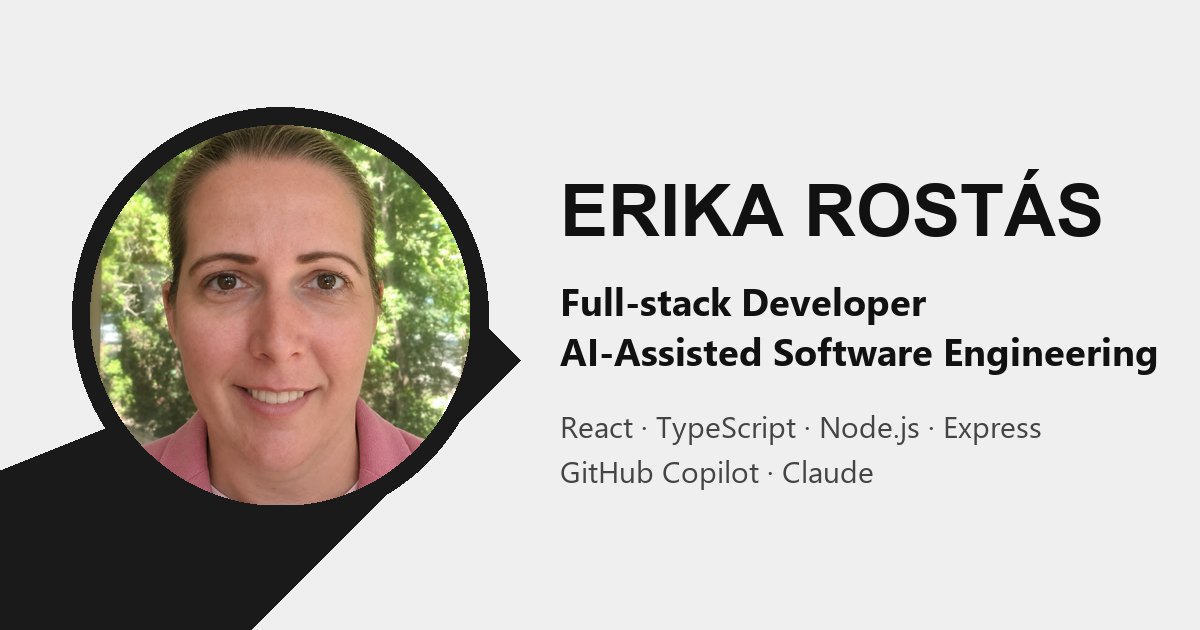 ERIKA ROSTÁS
Full-stack Developer
AI-Assisted Software Engineering
React · TypeScript · Node.js · Express
GitHub Copilot · Claude